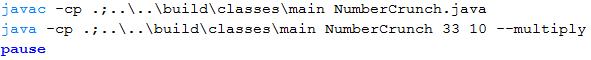 javac -cp .;..\..\build\classes\main NumberCrunch.java
java -cp .;..\..\build\classes\main NumberCrunch 33 10 --multiply
pause